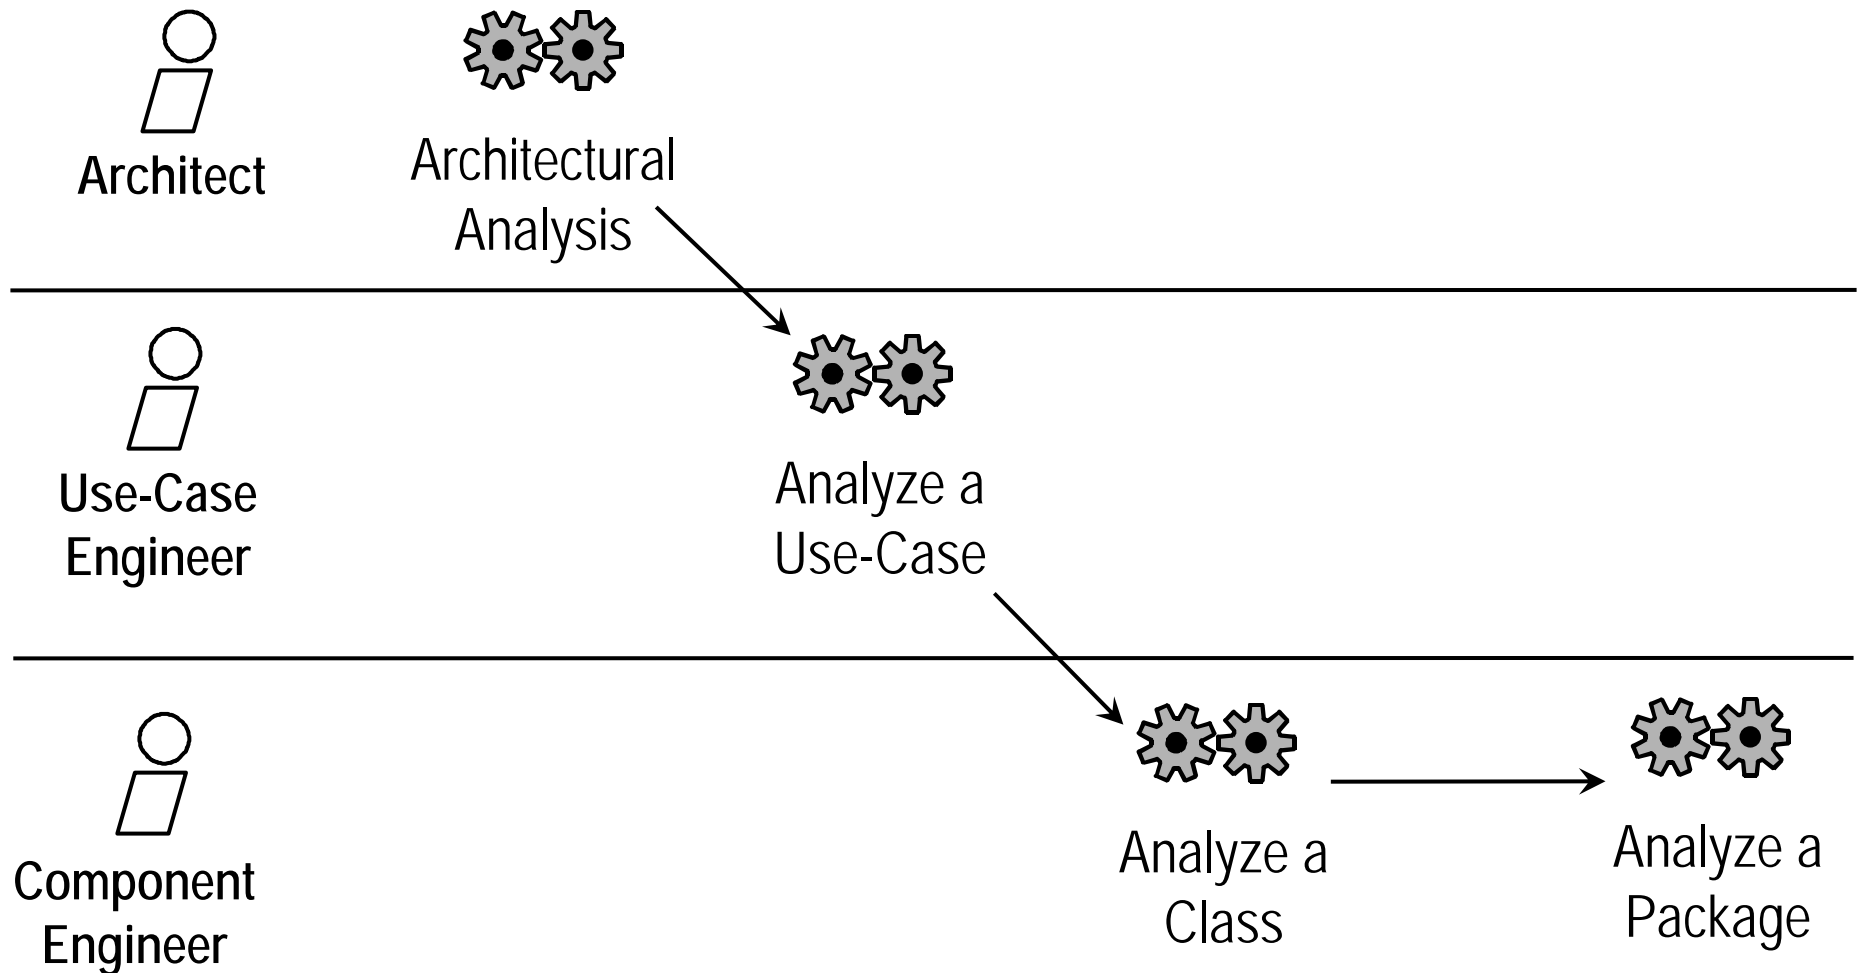 Architect
Architectural
Analysis
Use-Case
Engineer
Analyze a
Use-Case
Component
Engineer
Analyze a
Class
Analyze a
Package